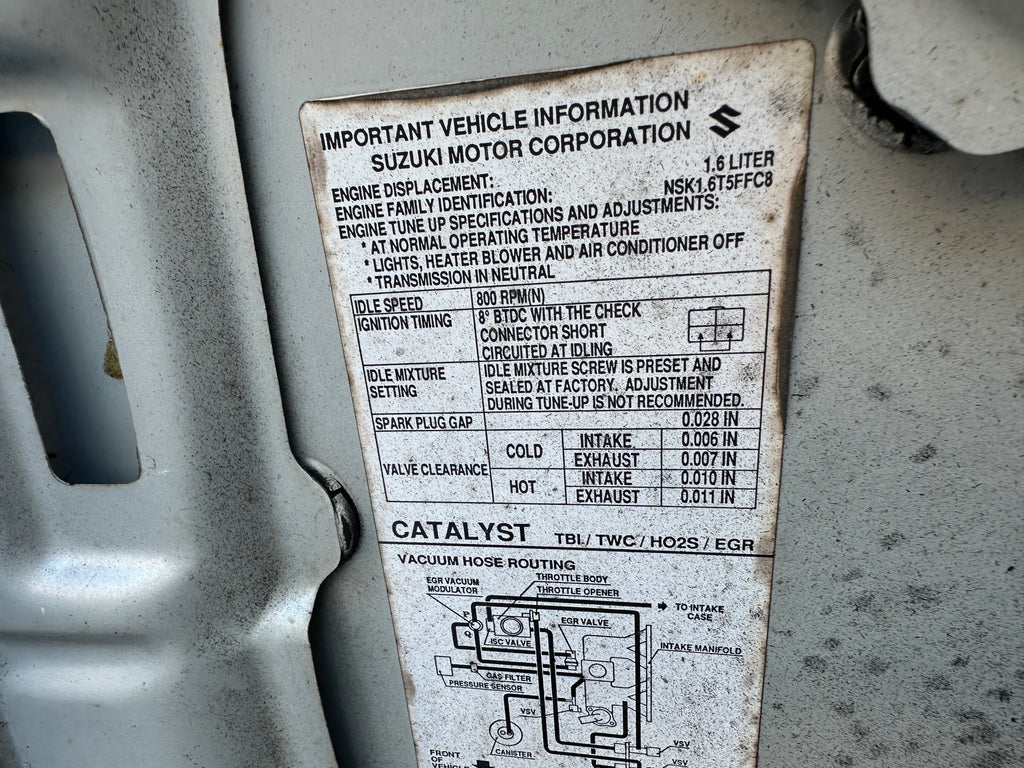 IMPORTANT VEHICLE INFORMATION
SUZUKI MOTOR CORPORATION
ENGINE DISPLACEMENT: 1.6 LITER
ENGINE FAMILY IDENTIFICATION: NSK1.6T5FFC8
ENGINE TUNE UP SPECIFICATIONS AND ADJUSTMENTS:
* AT NORMAL OPERATING TEMPERATURE
* LIGHTS, HEATER BLOWER AND AIR CONDITIONER OFF
* TRANSMISSION IN NEUTRAL
IDLE SPEED 800 RPM(N)
IGNITION TIMING 8° BTDC WITH THE CHECK
CONNECTOR SHORT
CIRCUITED AT IDLING
IDLE MIXTURE SETTING IDLE MIXTURE SCREW IS PRESET AND
SEALED AT FACTORY. ADJUSTMENT
DURING TUNE-UP IS NOT RECOMMENDED.
SPARK PLUG GAP 0.028 IN
VALVE CLEARANCE COLD INTAKE 0.006 IN
EXHAUST 0.007 IN
HOT INTAKE 0.010 IN
EXHAUST 0.011 IN
CATALYST TBI / TWC / HO2S / EGR
VACUUM HOSE ROUTING
EGR VACUUM
MODULATOR
THROTTLE BODY
THROTTLE OPENER
TO INTAKE
CASE
EGR VALVE
P
Q
ISC VALVE
INTAKE MANIFOLD
GAS FILTER
PRESSURE SENSOR
VSV
CANISTER
VSV
VSV
FRONT
OF
VEHICLE